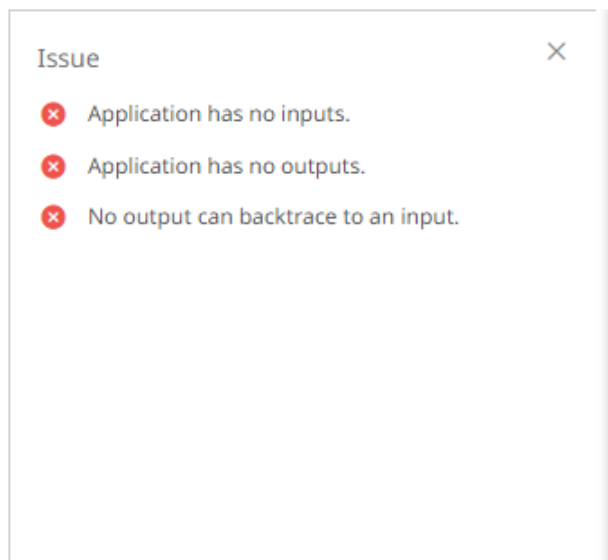 Issue
Application has no inputs.
Application has no outputs.
No output can backtrace to an input.